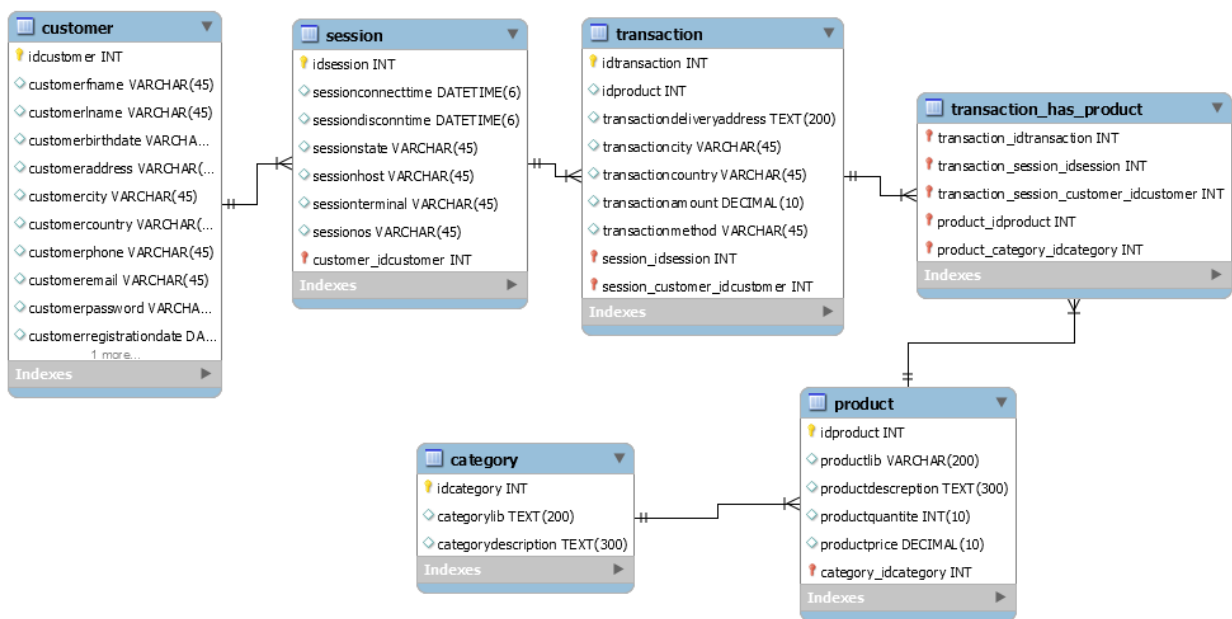 customer
idcustomer INT
customerfname VARCHAR(45)
customerlname VARCHAR(45)
customerbirthdate VARCHA...
customeraddress VARCHAR(...
customercity VARCHAR(45)
customercountry VARCHAR(...
customerphone VARCHAR(45)
customeremail VARCHAR(45)
customerpassword VARCHA...
customerregistrationdate DA...
1 more...
Indexes
session
idsession INT
sessionconnecttime DATETIME(6)
sessiondisconntime DATETIME(6)
sessionstate VARCHAR(45)
sessionhost VARCHAR(45)
sessionterminal VARCHAR(45)
sessionos VARCHAR(45)
customer_idcustomer INT
Indexes
transaction
idtransaction INT
idproduct INT
transactiondeliveryaddress TEXT(200)
transactioncity VARCHAR(45)
transactioncountry VARCHAR(45)
transactionamount DECIMAL(10)
transactionmethod VARCHAR(45)
session_idsession INT
session_customer_idcustomer INT
Indexes
transaction_has_product
transaction_idtransaction INT
transaction_session_idsession INT
transaction_session_customer_idcustomer INT
product_idproduct INT
product_category_idcategory INT
Indexes
category
idcategory INT
categorylib TEXT(200)
categorydescription TEXT(300)
Indexes
product
idproduct INT
productlib VARCHAR(200)
productdescreption TEXT(300)
productquantite INT(10)
productprice DECIMAL(10)
category_idcategory INT
Indexes